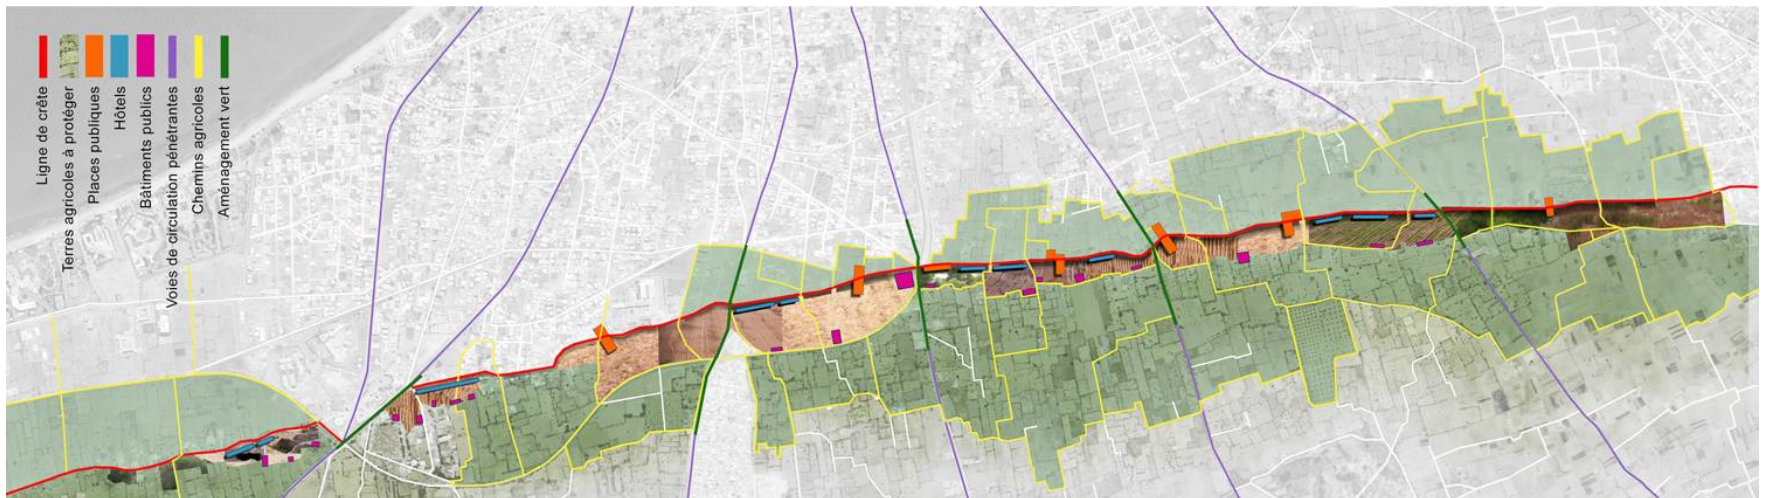 Ligne de crête
Terres agricoles à protéger
Places publiques
Hôtels
Bâtiments publics
Voies de circulation pénétrantes
Chemins agricoles
Aménagement vert